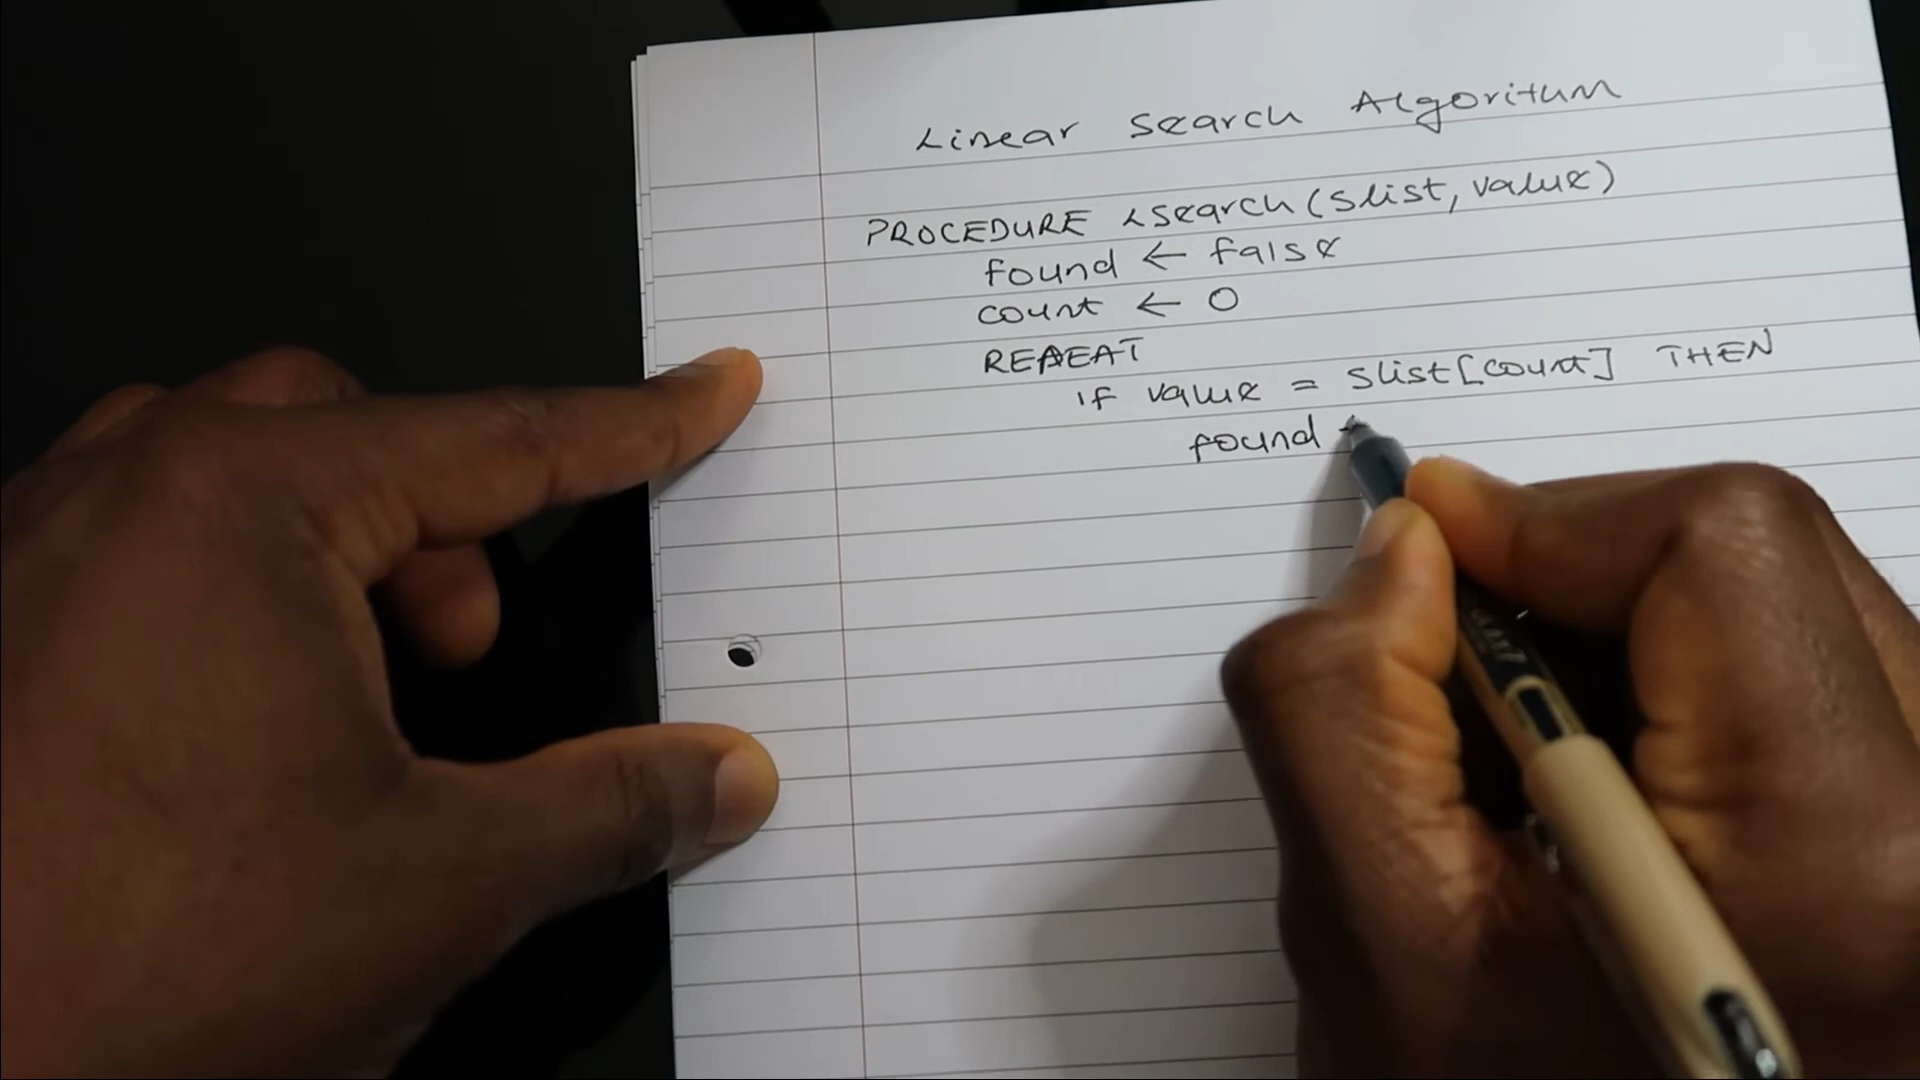 Linear Search Algorithm
PROCEDURE Lsearch(slist, value)
found ← false
count ← 0
REPEAT
IF value = slist[count] THEN
found